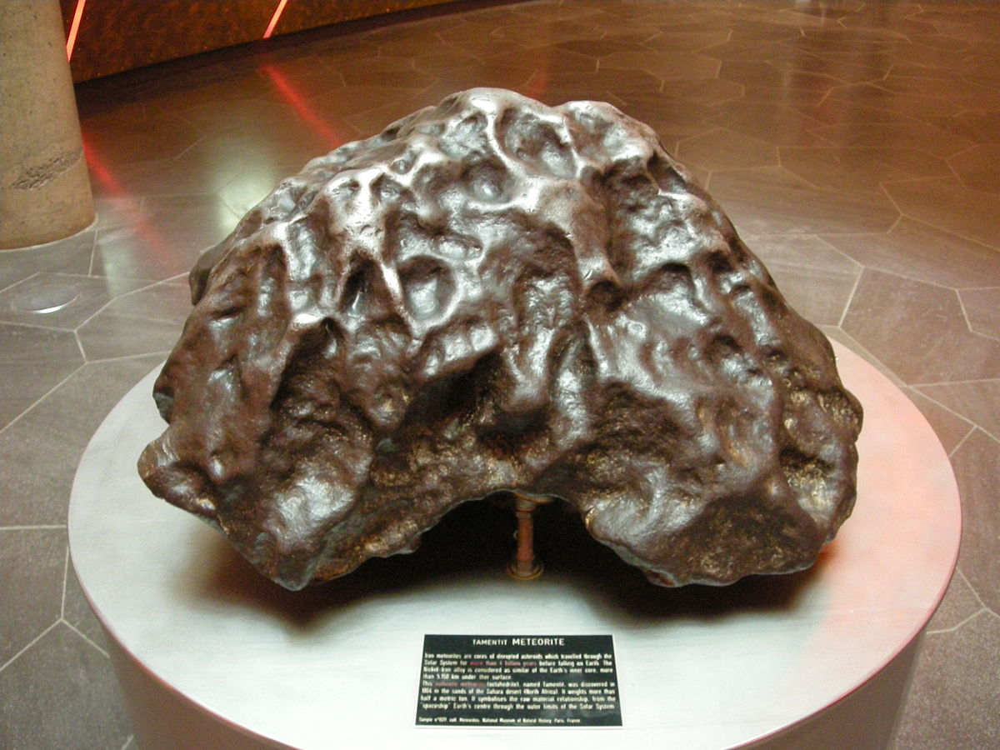 TAMENTIT METEORITE
Iron meteorites are cores of disrupted asteroids which travelled through the
Solar System for more than 4 billion years before falling on Earth. The
Nickel-Iron alloy is considered as similar of the Earth's inner core, more
than 5.150 km under ther surface.
This authentic meteorite (octahedrite), named Tamentit, was discovered in
1864 in the sands of the Sahara desert (North Africa). It weights more than
half a metric ton. It symbolises the raw material relationship, from the
"spaceship" Earth's centre through the outer limits of the Solar System
Sample coll. Meteorites, National Museum of Natural History, Paris, France.